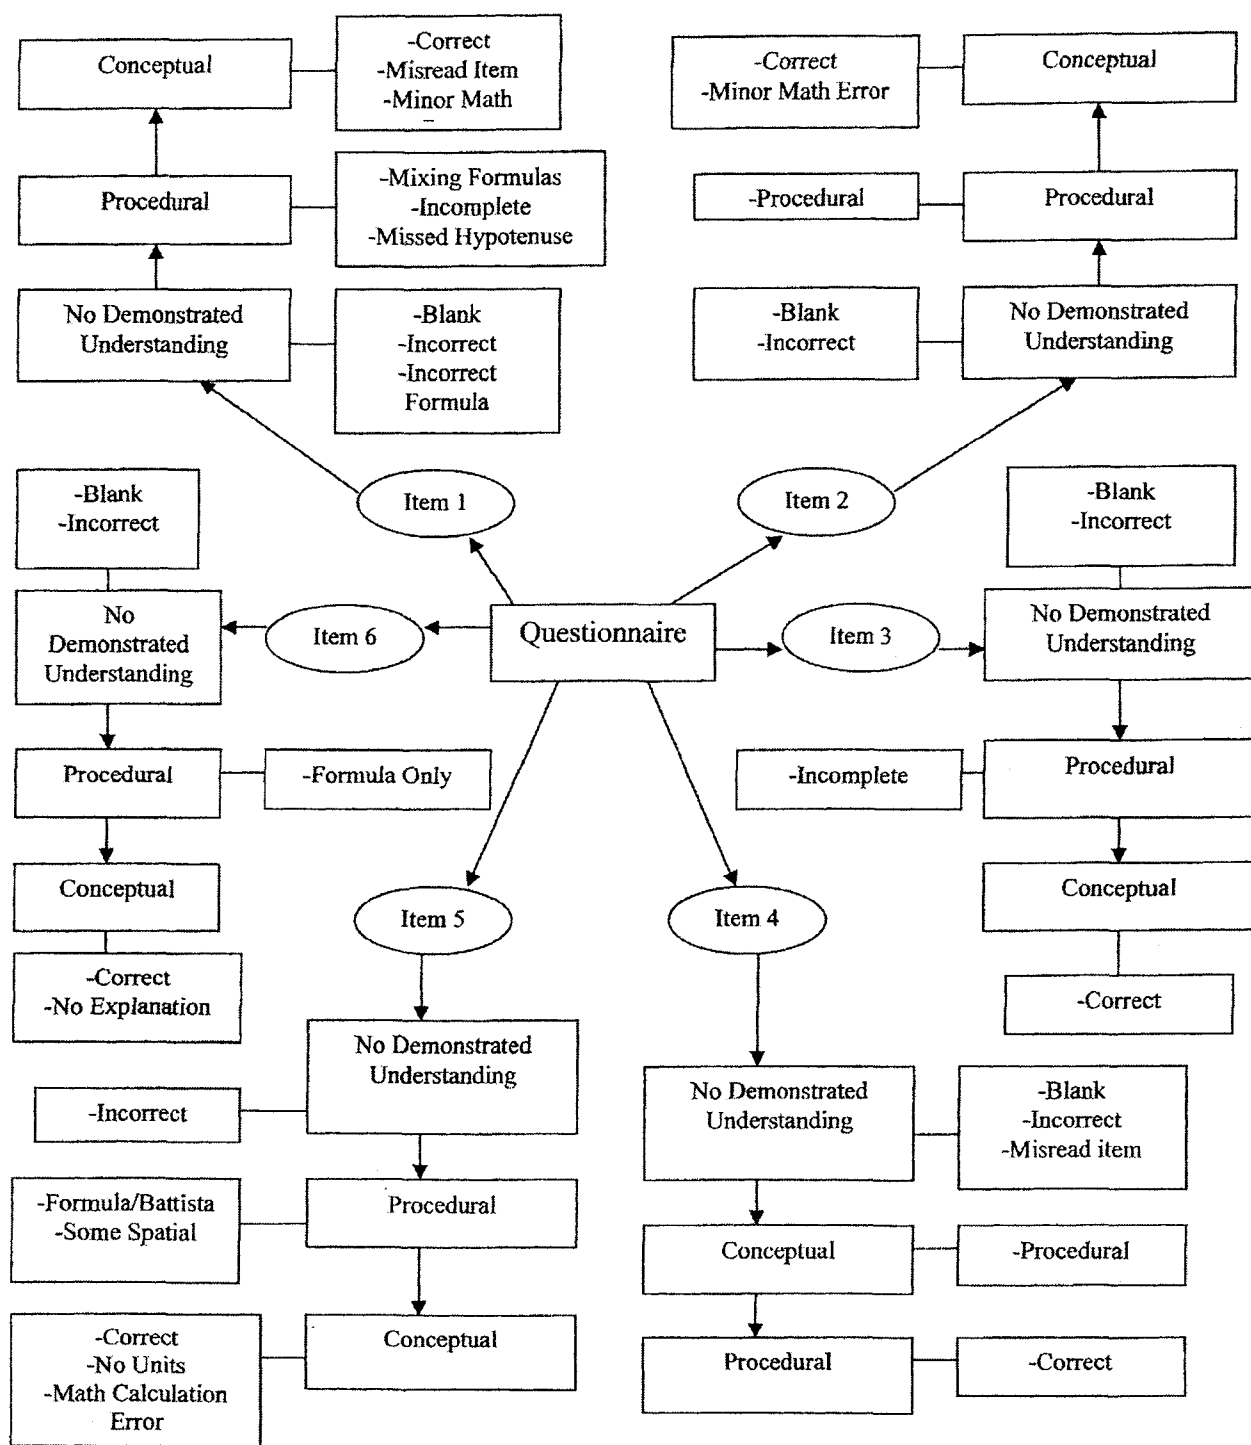 Conceptual
-Correct
-Misread Item
-Minor Math
Procedural
-Mixing Formulas
-Incomplete
-Missed Hypotenuse
No Demonstrated
Understanding
-Blank
-Incorrect
-Incorrect
Formula
Item 1
-Correct
-Minor Math Error
Conceptual
-Procedural
Procedural
-Blank
-Incorrect
No Demonstrated
Understanding
Item 2
Questionnaire
-Blank
-Incorrect
No
Demonstrated
Understanding
Item 6
Procedural
-Formula Only
Conceptual
-Correct
-No Explanation
Item 3
-Blank
-Incorrect
No Demonstrated
Understanding
-Incomplete
Procedural
Conceptual
-Correct
Item 5
No Demonstrated
Understanding
-Incorrect
-Formula/Battista
-Some Spatial
Procedural
-Correct
-No Units
-Math Calculation
Error
Conceptual
Item 4
No Demonstrated
Understanding
-Blank
-Incorrect
-Misread item
Conceptual
-Procedural
Procedural
-Correct